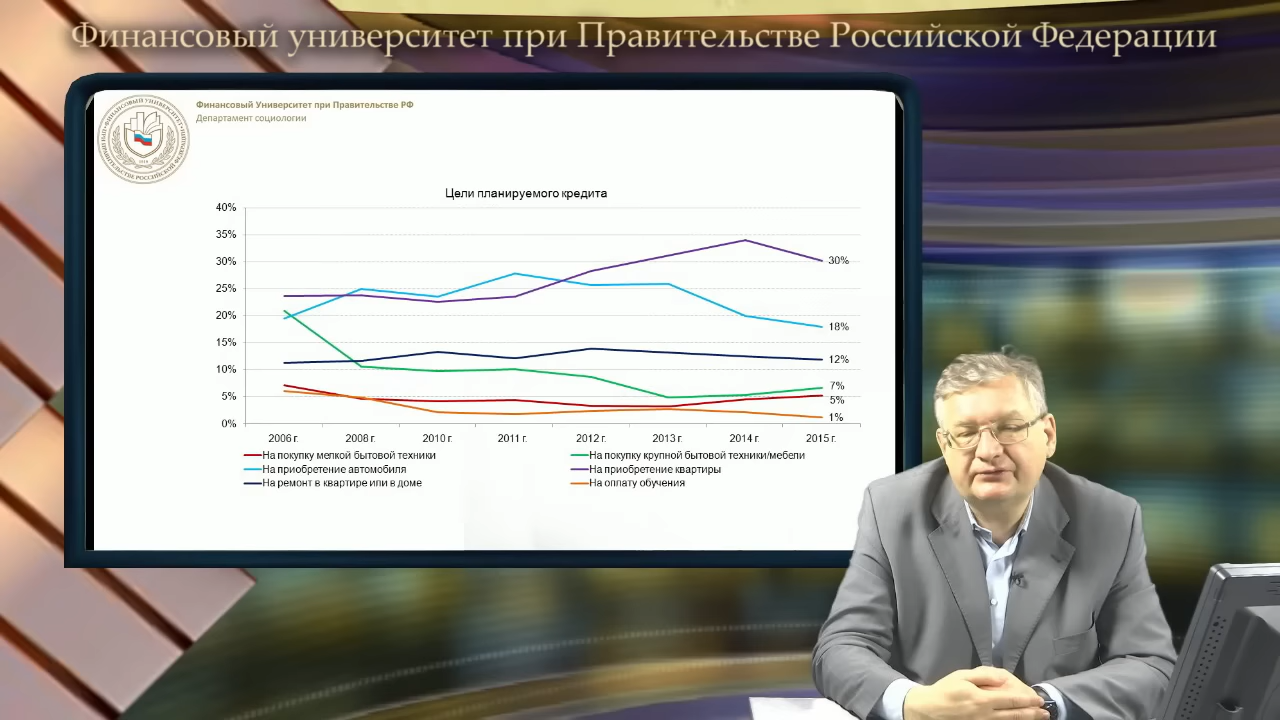 Финансовый университет при Правительстве Российской Федерации
Финансовый Университет при Правительстве РФ
Департамент социологии
Цели планируемого кредита
40%
35%
30%
25%
20%
15%
10%
5%
0%
30%
18%
12%
7%
5%
1%
2006 г. 2008 г. 2010 г. 2011 г. 2012 г. 2013 г. 2014 г. 2015 г.
На покупку мелкой бытовой техники На покупку крупной бытовой техники/мебели
На приобретение автомобиля На приобретение квартиры
На ремонт в квартире или в доме На оплату обучения